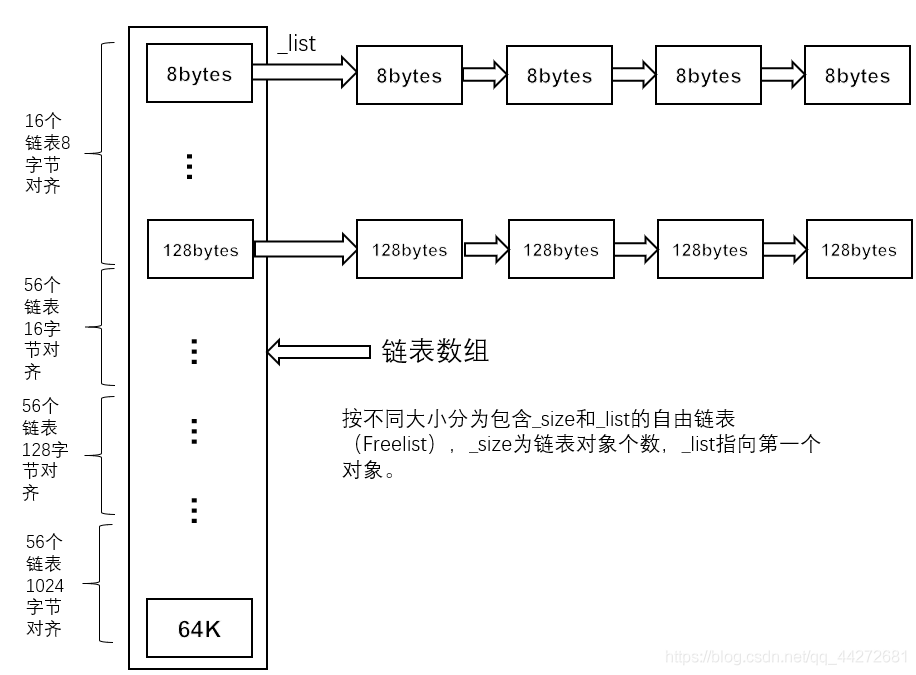 _list
8bytes
8bytes
8bytes
8bytes
8bytes
16个
链表8
字节
对齐
128bytes
128bytes
128bytes
128bytes
128bytes
56个
链表
16字
节对
齐
链表数组
56个
链表
128字
节对
齐
按不同大小分为包含_size和_list的自由链表
（Freelist），_size为链表对象个数，_list指向第一个
对象。
56个
链表
1024
字节
对齐
64K
https://blog.csdn.net/qq_44272681